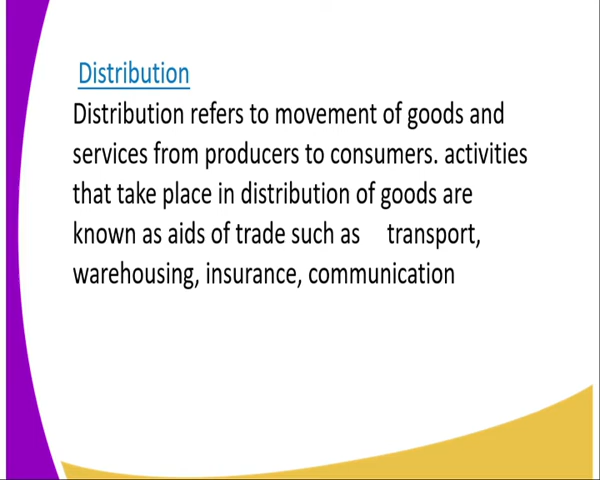 Distribution
Distribution refers to movement of goods and
services from producers to consumers. activities
that take place in distribution of goods are
known as aids of trade such as transport,
warehousing, insurance, communication